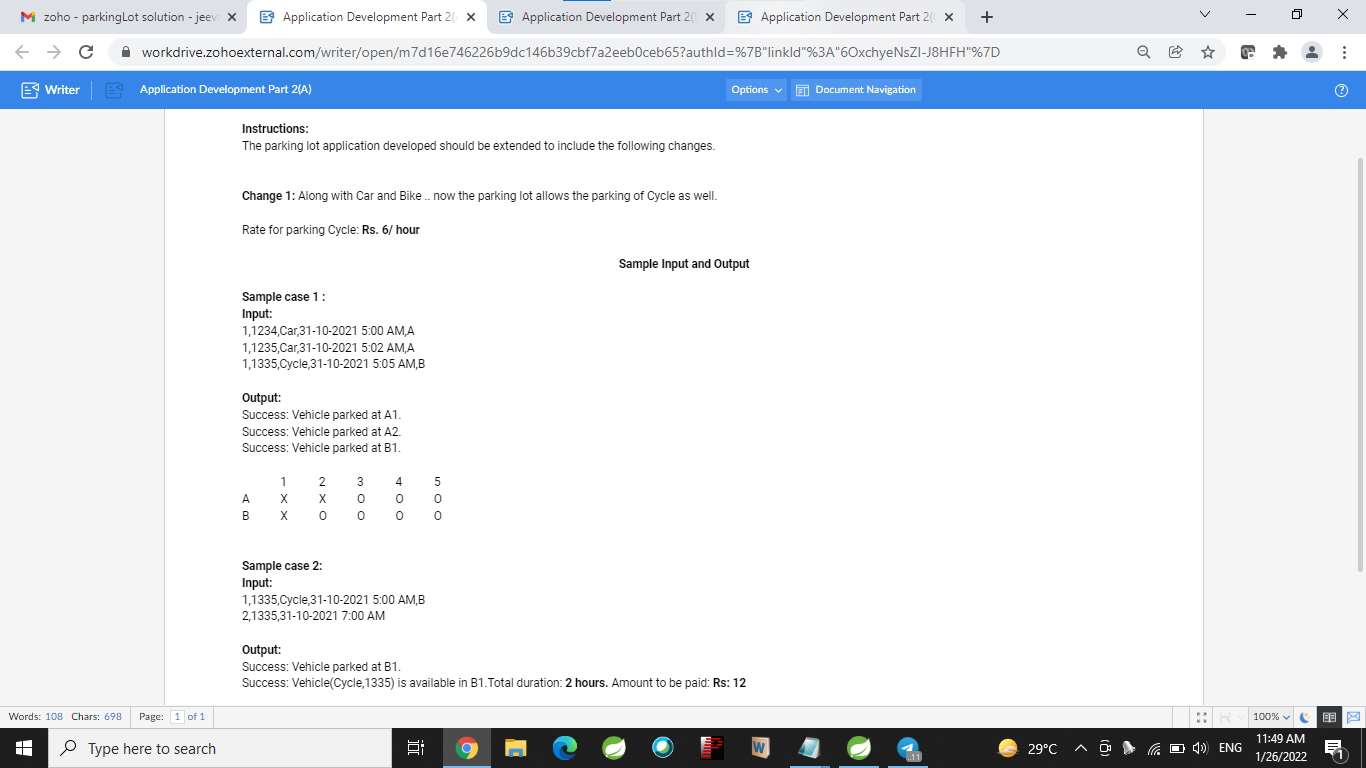 zoho - parkingLot solution - jeev
Application Development Part 2(
Application Development Part 2(
Application Development Part 2(
workdrive.zohoexternal.com/writer/open/m7d16e746226b9dc146b39cbf7a2eeb0ceb65?authId=%7B"linkId"%3A"6OxchyeNsZI-J8HFH"%7D
Writer
Application Development Part 2(A)
Options
Document Navigation
Instructions:
The parking lot application developed should be extended to include the following changes.
Change 1: Along with Car and Bike .. now the parking lot allows the parking of Cycle as well.
Rate for parking Cycle: Rs. 6/ hour
Sample Input and Output
Sample case 1 :
Input:
1,1234,Car,31-10-2021 5:00 AM,A
1,1235,Car,31-10-2021 5:02 AM,A
1,1335,Cycle,31-10-2021 5:05 AM,B
Output:
Success: Vehicle parked at A1.
Success: Vehicle parked at A2.
Success: Vehicle parked at B1.
1 2 3 4 5
A X X O O O
B X O O O O
Sample case 2:
Input:
1,1335,Cycle,31-10-2021 5:00 AM,B
2,1335,31-10-2021 7:00 AM
Output:
Success: Vehicle parked at B1.
Success: Vehicle(Cycle,1335) is available in B1.Total duration: 2 hours. Amount to be paid: Rs: 12
Words: 108 Chars: 698 Page: 1 of 1
100%
Type here to search
29°C
ENG
11:49 AM
1/26/2022